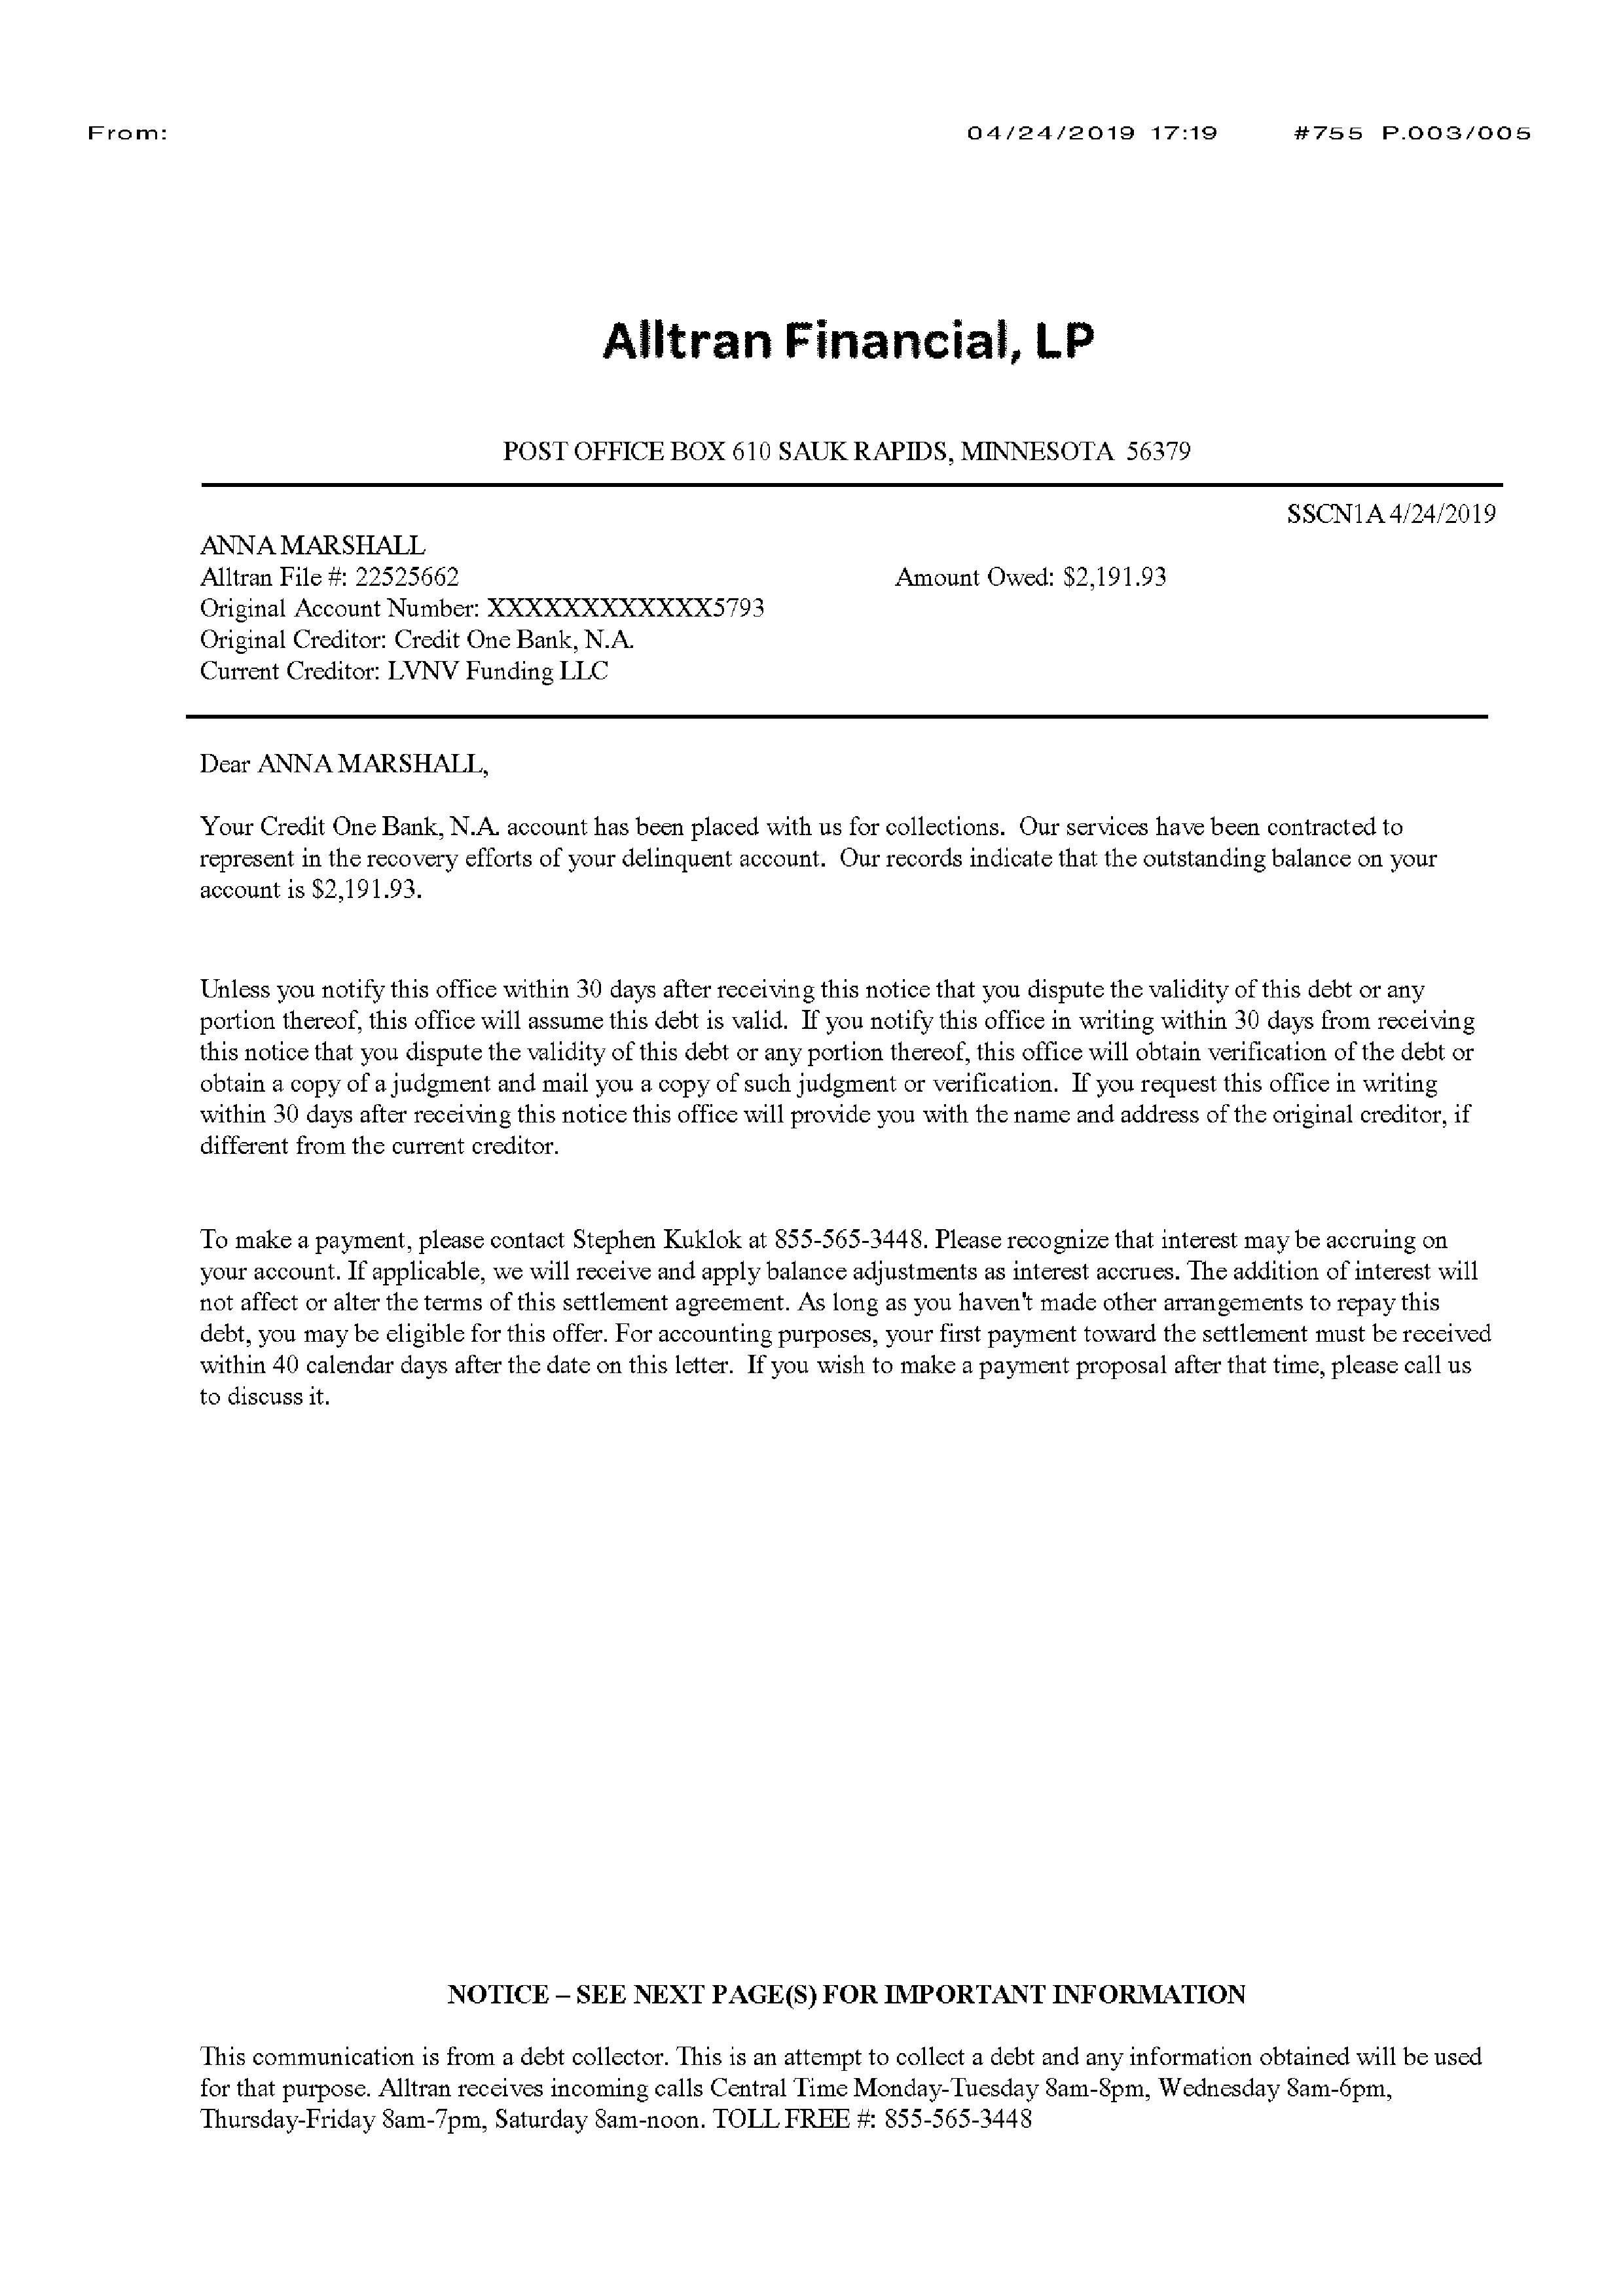 From: 04/24/2019 17:19 #755 P.003/005
Alltran Financial, LP
POST OFFICE BOX 610 SAUK RAPIDS, MINNESOTA 56379
SSCN1A 4/24/2019
ANNA MARSHALL
Alltran File #: 22525662 Amount Owed: $2,191.93
Original Account Number: XXXXXXXXXXXX5793
Original Creditor: Credit One Bank, N.A.
Current Creditor: LVNV Funding LLC
Dear ANNA MARSHALL,
Your Credit One Bank, N.A. account has been placed with us for collections. Our services have been contracted to
represent in the recovery efforts of your delinquent account. Our records indicate that the outstanding balance on your
account is $2,191.93.
Unless you notify this office within 30 days after receiving this notice that you dispute the validity of this debt or any
portion thereof, this office will assume this debt is valid. If you notify this office in writing within 30 days from receiving
this notice that you dispute the validity of this debt or any portion thereof, this office will obtain verification of the debt or
obtain a copy of a judgment and mail you a copy of such judgment or verification. If you request this office in writing
within 30 days after receiving this notice this office will provide you with the name and address of the original creditor, if
different from the current creditor.
To make a payment, please contact Stephen Kuklok at 855-565-3448. Please recognize that interest may be accruing on
your account. If applicable, we will receive and apply balance adjustments as interest accrues. The addition of interest will
not affect or alter the terms of this settlement agreement. As long as you haven't made other arrangements to repay this
debt, you may be eligible for this offer. For accounting purposes, your first payment toward the settlement must be received
within 40 calendar days after the date on this letter. If you wish to make a payment proposal after that time, please call us
to discuss it.
NOTICE – SEE NEXT PAGE(S) FOR IMPORTANT INFORMATION
This communication is from a debt collector. This is an attempt to collect a debt and any information obtained will be used
for that purpose. Alltran receives incoming calls Central Time Monday-Tuesday 8am-8pm, Wednesday 8am-6pm,
Thursday-Friday 8am-7pm, Saturday 8am-noon. TOLL FREE #: 855-565-3448